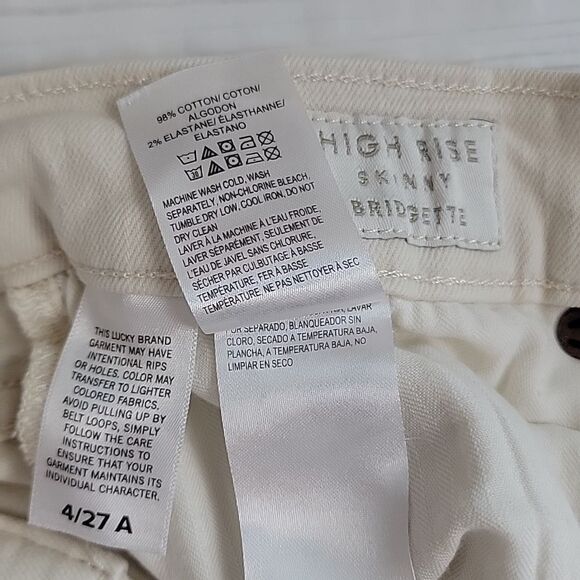 98% COTTON/ COTON/
ALGODON
2% ELASTANE/ ÉLASTHANNE/
ELASTANO
MACHINE WASH COLD, WASH
SEPARATELY, NON-CHLORINE BLEACH,
TUMBLE DRY LOW, COOL IRON, DO NOT
DRY CLEAN
LAVER À LA MACHINE À L'EAU FROIDE,
LAVER SÉPARÉMENT, SEULEMENT DE
L'EAU DE JAVEL SANS CHLORURE,
SÉCHER PAR CULBUTAGE À BASSE
TEMPÉRATURE, FER À BASSE
TEMPÉRATURE, NE PAS NETTOYER À SEC
LAVAR
POR SEPARADO, BLANQUEADOR SIN
CLORO, SECADO A TEMPERATURA BAJA,
PLANCHA, A TEMPERATURA BAJA, NO
LIMPIAR EN SECO
HIGH RISE
SKINNY
BRIDGETTE
THIS LUCKY BRAND
GARMENT MAY HAVE
INTENTIONAL RIPS
OR HOLES. COLOR MAY
TRANSFER TO LIGHTER
COLORED FABRICS.
AVOID PULLING UP BY
BELT LOOPS, SIMPLY
FOLLOW THE CARE
INSTRUCTIONS TO
ENSURE THAT YOUR
GARMENT MAINTAINS ITS
INDIVIDUAL CHARACTER.
4/27 A